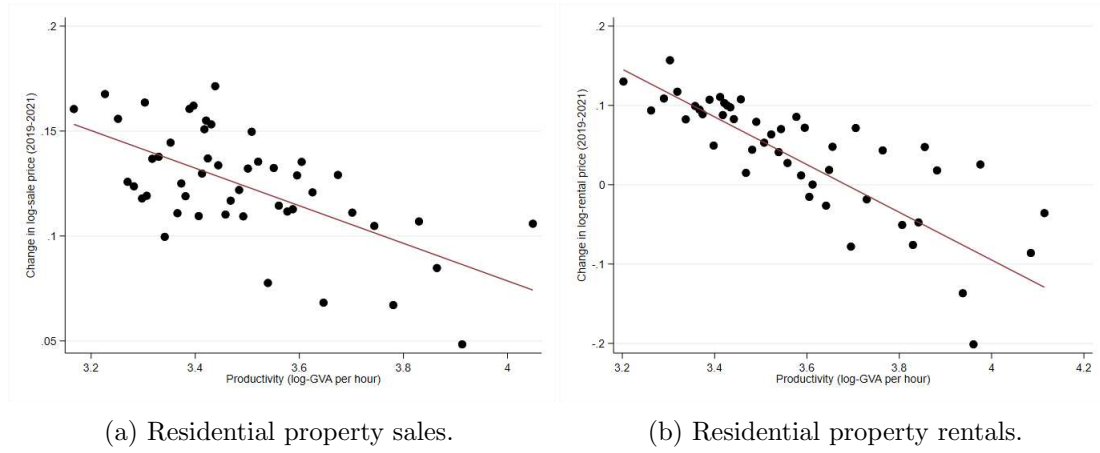 .2
.15
.1
.05
Change in log-sale price (2019-2021)
3.2 3.4 3.6 3.8 4
Productivity (log-GVA per hour)
(a) Residential property sales.
.2
.1
0
-.1
-.2
Change in log-rental price (2019-2021)
3.2 3.4 3.6 3.8 4 4.2
Productivity (log-GVA per hour)
(b) Residential property rentals.